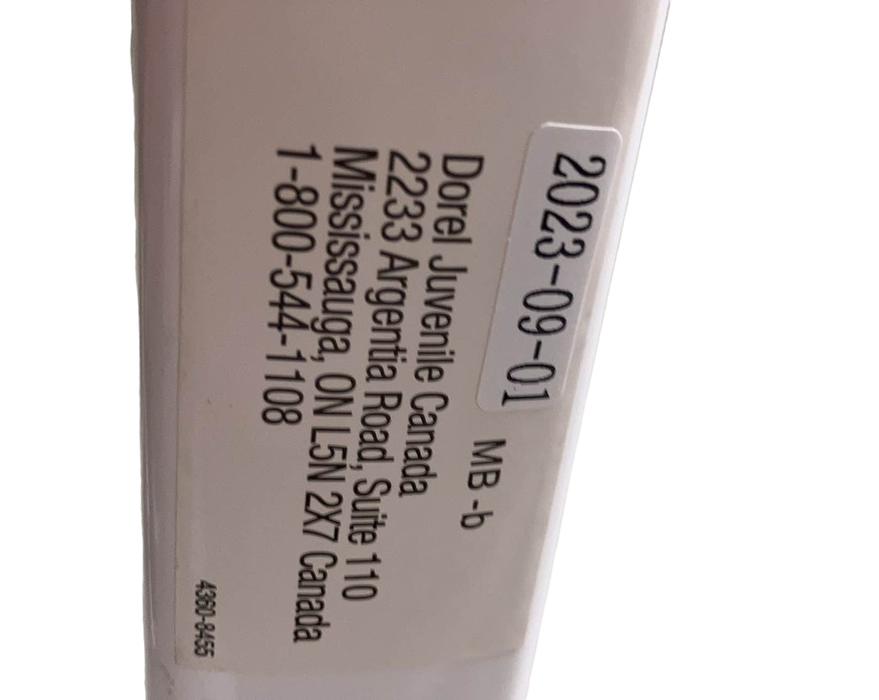 2023-09-01
MB-b
Dorel Juvenile Canada
2233 Argentia Road, Suite 110
Mississauga, ON L5N 2X7 Canada
1-800-544-1108
4360-8455